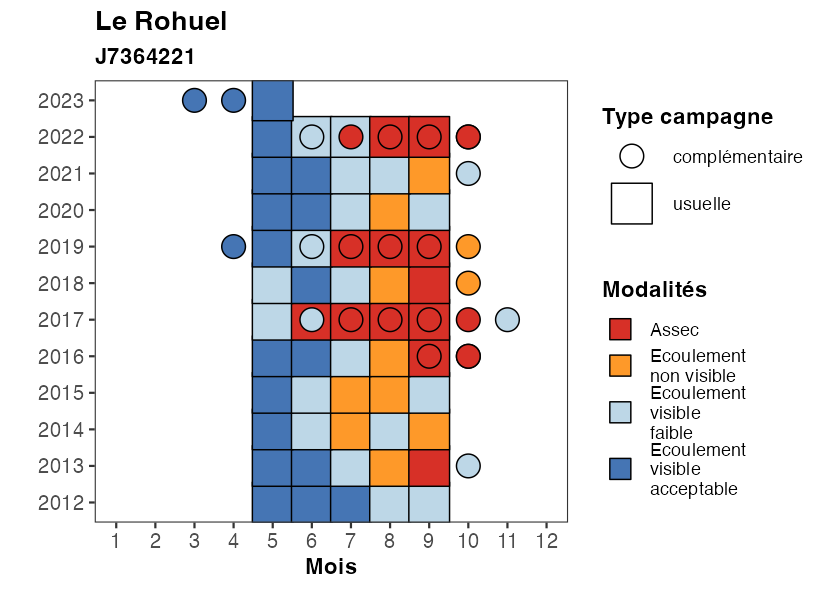 Le Rohuel
J7364221
2023
2022
2021
2020
2019
2018
2017
2016
2015
2014
2013
2012
1 2 3 4 5 6 7 8 9 10 11 12
Mois
Type campagne
complémentaire
usuelle
Modalités
Assec
Ecoulement
non visible
Ecoulement
visible
faible
Ecoulement
visible
acceptable